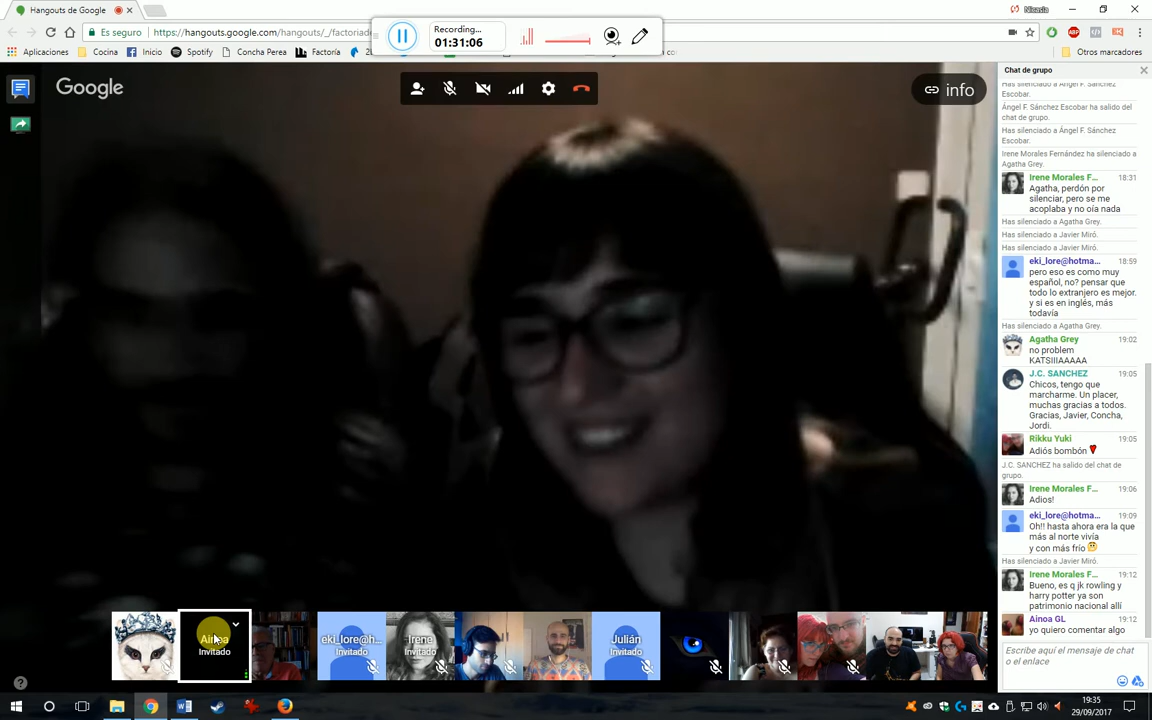 Hangouts de Google
Nisasia
Es seguro
https://hangouts.google.com/hangouts/_/factoriade
Recording...
01:31:06
Aplicaciones
Cocina
Inicio
Spotify
Concha Perea
Factoría
Otros marcadores
Google
info
Chat de grupo
Has silenciado a Ángel F. Sánchez
Escobar.
Ángel F. Sánchez Escobar ha salido del
chat de grupo.
Has silenciado a Ángel F. Sánchez
Escobar.
Irene Morales Fernández ha silenciado a
Agatha Grey.
Irene Morales F...
18:31
Agatha, perdón por
silenciar, pero se me
acoplaba y no oía nada
Has silenciado a Agatha Grey.
Has silenciado a Javier Miró.
Has silenciado a Javier Miró.
eki_lore@hotma...
18:59
pero eso es como muy
español, no? pensar que
todo lo extranjero es mejor.
y si es en inglés, más
todavía
Has silenciado a Agatha Grey.
Agatha Grey
19:02
no problem
KATSIIIAAAAA
J.C. SANCHEZ
19:05
Chicos, tengo que
marcharme. Un placer,
muchas gracias a todos.
Gracias, Javier, Concha,
Jordi.
Rikku Yuki
19:05
Adiós bombón
J.C. SANCHEZ ha salido del chat de
grupo.
Irene Morales F...
19:06
Adios!
eki_lore@hotma...
19:09
Oh!! hasta ahora era la que
más al norte vivía
y con más frío
Has silenciado a Javier Miró.
Irene Morales F...
19:12
Bueno, es q jk rowling y
harry potter ya son
patrimonio nacional allí
Ainoa GL
19:12
yo quiero comentar algo
Escribe aquí el mensaje de chat
o el enlace
Ainoa
Invitado
eki_lore@h...
Invitado
Irene
Invitado
Julián
Invitado
19:35
29/09/2017